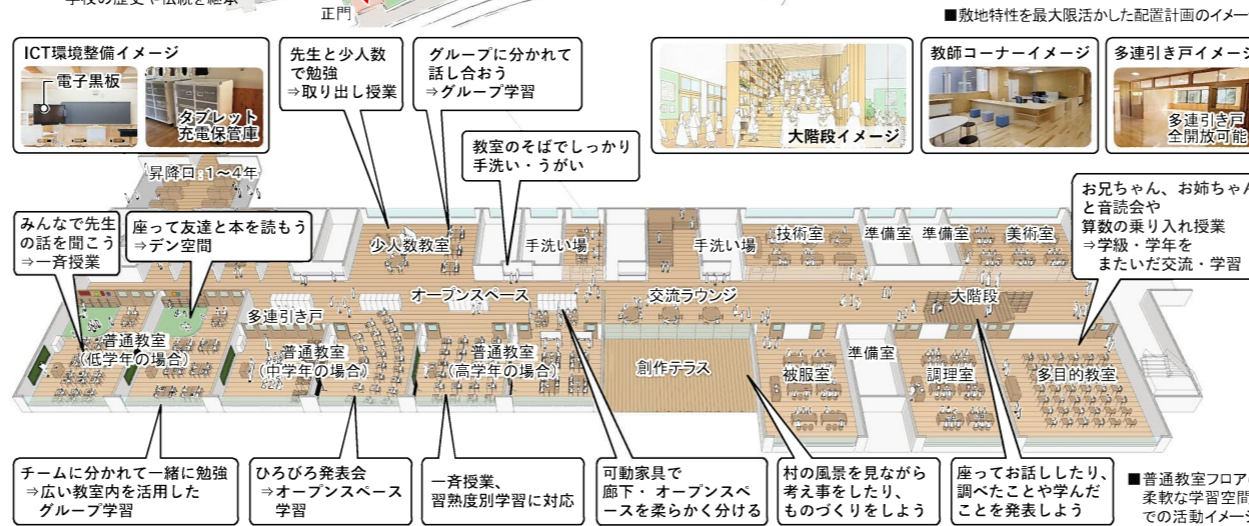 学校の歴史や伝統を継承
正門
■敷地特性を最大限活かした配置計画のイメー
ICT環境整備イメージ
電子黒板
タブレット
充電保管庫
先生と少人数
で勉強
⇒取り出し授業
グループに分かれて
話し合おう
⇒グループ学習
教室のそばでしっかり
手洗い・うがい
大階段イメージ
教師コーナーイメージ
多連引き戸イメージ
多連引き戸
全開放可能
昇降口:1〜4年
みんなで先生
の話を聞こう
⇒一斉授業
座って友達と本を読もう
⇒デン空間
お兄ちゃん、お姉ちゃん
と音読会や
算数の乗り入れ授業
⇒学級・学年を
またいだ交流・学習
少人数教室
手洗い場
手洗い場
技術室
準備室
準備室
美術室
オープンスペース
交流ラウンジ
大階段
多連引き戸
普通教室
(低学年の場合)
普通教室
(中学年の場合)
普通教室
(高学年の場合)
創作テラス
被服室
準備室
調理室
多目的教室
チームに分かれて一緒に勉強
⇒広い教室内を活用した
グループ学習
ひろびろ発表会
⇒オープンスペース
学習
一斉授業、
習熟度別学習に対応
可動家具で
廊下・オープンスペ
ースを柔らかく分ける
村の風景を見ながら
考え事をしたり、
ものづくりをしよう
座ってお話ししたり、
調べたことや学んだ
ことを発表しよう
■普通教室フロア
柔軟な学習空間
での活動イメージ